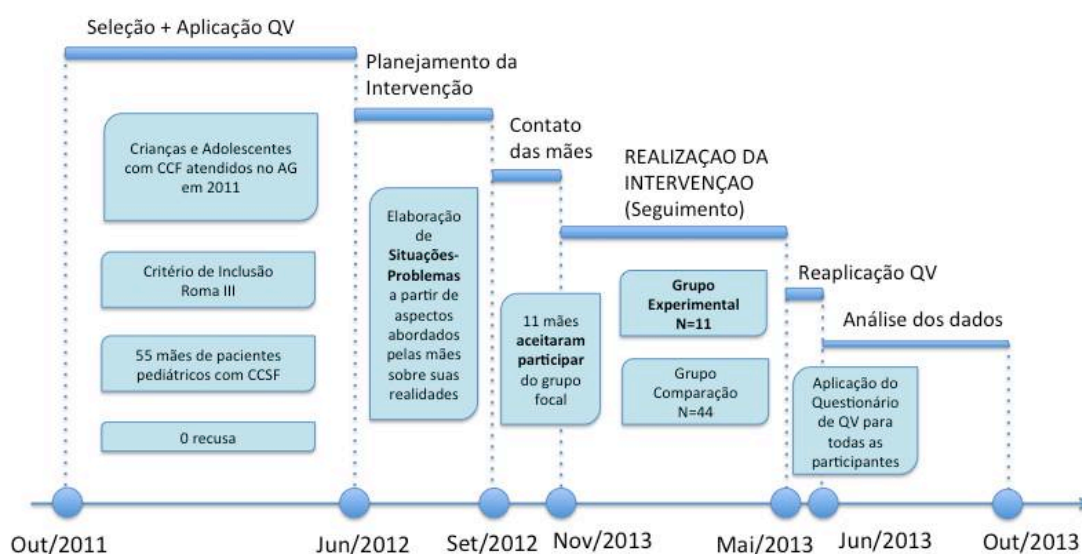 Seleção + Aplicação QV
Crianças e Adolescentes
com CCF atendidos no AG
em 2011
Critério de Inclusão
Roma III
55 mães de pacientes
pediátricos com CCSF
0 recusa
Planejamento da
Intervenção
Elaboração
de
Situações-
Problemas
a partir de
aspectos
abordados
pelas mães
sobre suas
realidades
Contato
das mães
11 mães
aceitaram
participar
do grupo
focal
REALIZAÇAO DA
INTERVENÇAO
(Seguimento)
Grupo
Experimental
N=11
Grupo
Comparação
N=44
Reaplicação QV
Aplicação do
Questionário
de QV para
todas as
participantes
Análise dos dados
Out/2011
Jun/2012
Set/2012
Nov/2013
Mai/2013
Jun/2013
Out/2013